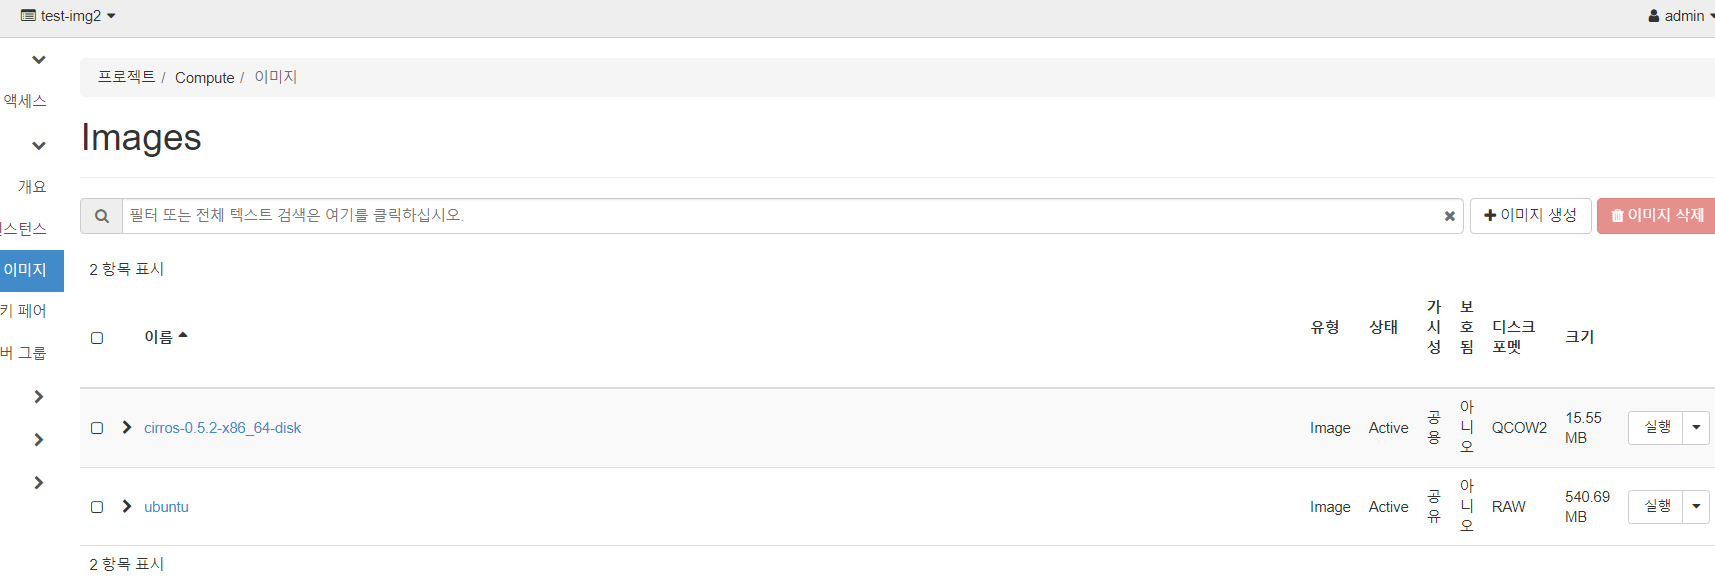 test-img2
admin
프로젝트 / Compute / 이미지
액세스
Images
개요
필터 또는 전체 텍스트 검색은 여기를 클릭하십시오.
이미지 생성
이미지 삭제
스턴스
이미지
2 항목 표시
키 페어
버 그룹
이름
유형
상태
가시성
보호됨
디스크 포멧
크기
cirros-0.5.2-x86_64-disk
Image
Active
공용
아니오
QCOW2
15.55 MB
실행
ubuntu
Image
Active
공유
아니오
RAW
540.69 MB
실행
2 항목 표시